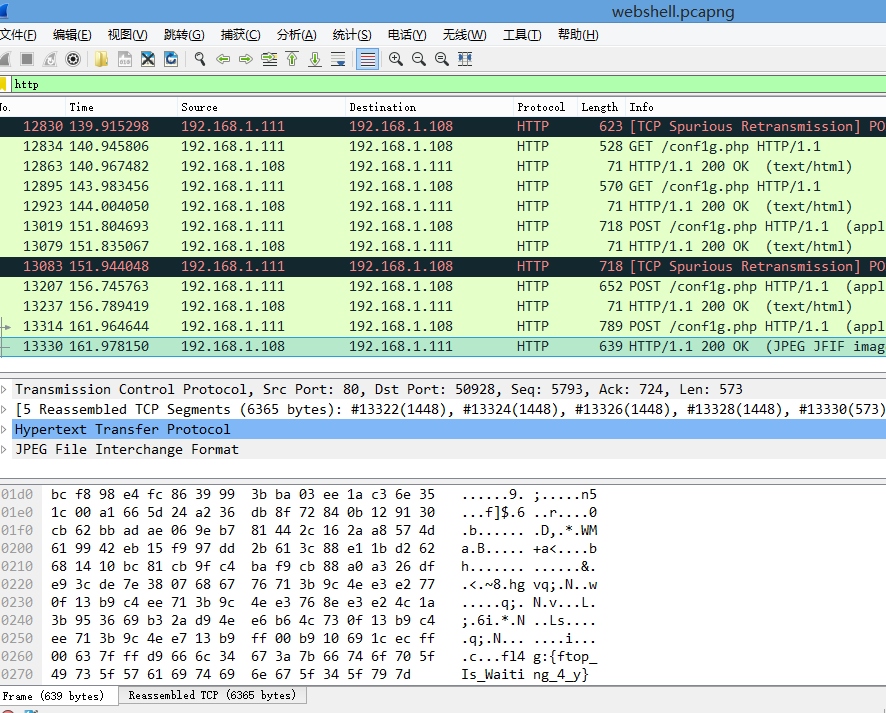 webshell.pcapng
文件(F) 编辑(E) 视图(V) 跳转(G) 捕获(C) 分析(A) 统计(S) 电话(Y) 无线(W) 工具(T) 帮助(H)
http
No. Time Source Destination Protocol Length Info
12830 139.915298 192.168.1.111 192.168.1.108 HTTP 623 [TCP Spurious Retransmission] PO
12834 140.945806 192.168.1.111 192.168.1.108 HTTP 528 GET /conf1g.php HTTP/1.1
12863 140.967482 192.168.1.108 192.168.1.111 HTTP 71 HTTP/1.1 200 OK (text/html)
12895 143.983456 192.168.1.111 192.168.1.108 HTTP 570 GET /conf1g.php HTTP/1.1
12923 144.004050 192.168.1.108 192.168.1.111 HTTP 71 HTTP/1.1 200 OK (text/html)
13019 151.804693 192.168.1.111 192.168.1.108 HTTP 718 POST /conf1g.php HTTP/1.1 (appl
13079 151.835067 192.168.1.108 192.168.1.111 HTTP 71 HTTP/1.1 200 OK (text/html)
13083 151.944048 192.168.1.111 192.168.1.108 HTTP 718 [TCP Spurious Retransmission] PO
13207 156.745763 192.168.1.111 192.168.1.108 HTTP 652 POST /conf1g.php HTTP/1.1 (appl
13237 156.789419 192.168.1.108 192.168.1.111 HTTP 71 HTTP/1.1 200 OK (text/html)
13314 161.964644 192.168.1.111 192.168.1.108 HTTP 789 POST /conf1g.php HTTP/1.1 (appl
13330 161.978150 192.168.1.108 192.168.1.111 HTTP 639 HTTP/1.1 200 OK (JPEG JFIF imag
Transmission Control Protocol, Src Port: 80, Dst Port: 50928, Seq: 5793, Ack: 724, Len: 573
[5 Reassembled TCP Segments (6365 bytes): #13322(1448), #13324(1448), #13326(1448), #13328(1448), #13330(573)]
Hypertext Transfer Protocol
JPEG File Interchange Format
01d0 bc f8 98 e4 fc 86 39 99 3b ba 03 ee 1a c3 6e 35 ......9. ;.....n5
01e0 1c 00 a1 66 5d 24 a2 36 db 8f 72 84 0b 12 91 30 ...f]$.6 ..r....0
01f0 cb 62 bb ad ae 06 9e b7 81 44 2c 16 2a a8 57 4d .b...... .D,.*.WM
0200 61 99 42 eb 15 f9 97 dd 2b 61 3c 88 e1 1b d2 62 a.B..... +a<....b
0210 68 14 10 bc 81 cb 9f c4 ba f9 cb 88 a0 a3 26 df h....... ......&.
0220 e9 3c de 7e 38 07 68 67 76 71 3b 9c 4e e3 e2 77 .<.~8.hg vq;.N..w
0230 0f 13 b9 c4 ee 71 3b 9c 4e e3 76 8e e3 e2 4c 1a .....q;. N.v...L.
0240 3b 95 36 69 b3 2a d9 4e e6 b6 4c 73 0f 13 b9 c4 ;.6i.*.N ..Ls....
0250 ee 71 3b 9c 4e e7 13 b9 ff 00 b9 10 69 1c ec ff .q;.N... ....i...
0260 00 63 7f ff d9 66 6c 34 67 3a 7b 66 74 6f 70 5f .c...fl4 g:{ftop_
0270 49 73 5f 57 61 69 74 69 6e 67 5f 34 5f 79 7d Is_Waiti ng_4_y}
Frame (639 bytes) Reassembled TCP (6365 bytes)